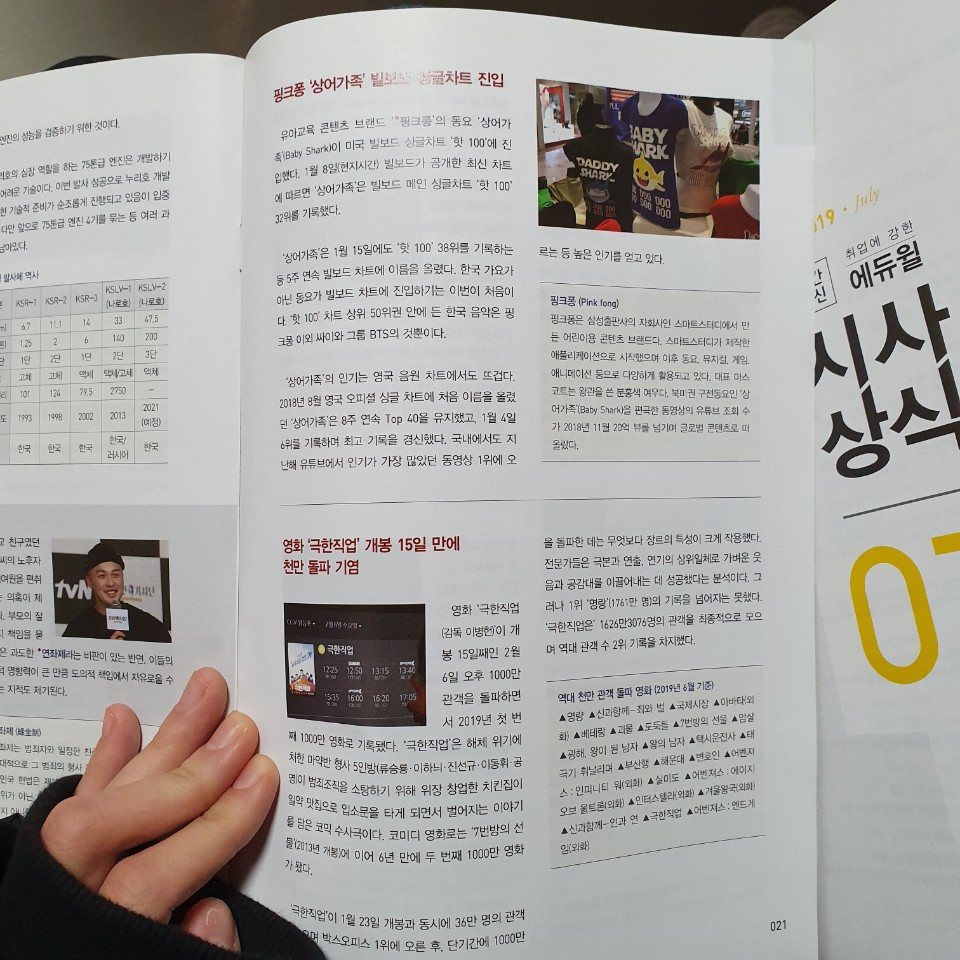 엔진의 성능을 검증하기 위한 것이다.
리호의 심장 역할을 하는 75톤급 엔진은 개발하기
어려운 기술이다. 이번 발사 성공으로 누리호 개발
한 기술적 준비가 순조롭게 진행되고 있음이 입증
다만 앞으로 75톤급 엔진 4기를 묶는 등 여러 과
남아있다.
발사체 역사
KSR-1 KSR-2 KSR-3 KSLV-1 (나로호) KSLV-2 (나로호)
6.7 11.1 14 33 47.5
1.25 2 6 140 200
1단 2단 1단 2단 3단
고체 고체 액체 액체/고체 액체
101 124 79.5 2750 –
1993 1998 2002 2013 2021 (예정)
한국 한국 한국 한국/러시아 한국
친구였던
씨의 노후자
여원을 편취
는 의혹이 제
부모의 잘
지 책임을 묻
은 과도한 *연좌제라는 비판이 있는 반면, 이들의
적 영향력이 큰 만큼 도의적 책임에서 자유로울 수
는 지적도 제기된다.
tvN
좌제는 범죄자와 일정한 친
대적으로 그 범죄의 형사
민국 헌법은 제
위가 아닌
핑크퐁 ‘상어가족’ 빌보드 싱글차트 진입
유아교육 콘텐츠 브랜드 ‘*핑크퐁’의 동요 ‘상어가
족’(Baby Shark)이 미국 빌보드 싱글차트 ‘핫 100’에 진
입했다. 1월 8일(현지시간) 빌보드가 공개한 최신 차트
에 따르면 ‘상어가족’은 빌보드 메인 싱글차트 ‘핫 100’
32위를 기록했다.
‘상어가족’은 1월 15일에도 ‘핫 100’ 38위를 기록하는
등 5주 연속 빌보드 차트에 이름을 올렸다. 한국 가요가
아닌 동요가 빌보드 차트에 진입하기는 이번이 처음이
다. ‘핫 100’ 차트 상위 50위권 안에 든 한국 음악은 핑
크퐁 이외 싸이와 그룹 BTS의 것뿐이다.
‘상어가족’의 인기는 영국 음원 차트에서도 뜨겁다.
2018년 8월 영국 오피셜 싱글 차트에 처음 이름을 올렸
던 ‘상어가족’은 8주 연속 Top 40을 유지했고, 1월 4일
6위를 기록하며 최고 기록을 경신했다. 국내에서도 지
난해 유튜브에서 인기가 가장 많았던 동영상 1위에 오
DADDY
SHARK
DOO DOO
BABY
SHARK
DOO DOO
르는 등 높은 인기를 얻고 있다.
핑크퐁 (Pink fong)
핑크퐁은 삼성출판사의 자회사인 스마트스터디에서 만
든 어린이용 콘텐츠 브랜드다. 스마트스터디가 제작한
애플리케이션으로 시작했으며 이후 동요, 뮤지컬, 게임,
애니메이션 등으로 다양하게 활용되고 있다. 대표 마스
코트는 왕관을 쓴 분홍색 여우다. 북미권 구전동요인 ‘상
어가족’(Baby Shark)을 편곡한 동영상의 유튜브 조회 수
가 2018년 11월 20억 뷰를 넘기며 글로벌 콘텐츠로 떠
올랐다.
영화 ‘극한직업’ 개봉 15일 만에
천만 돌파 기염
2월6일 수요일
극한직업
12:25 12:50 13:15 13:40
15:35 16:00 16:20 17:05
영화 ‘극한직업’
(감독 이병헌)이 개
봉 15일째인 2월
6일 오후 1000만
관객을 돌파하면
서 2019년 첫 번
째 1000만 영화로 기록됐다. ‘극한직업’은 해체 위기에
처한 마약반 형사 5인방(류승룡·이하늬·진선규·이동휘·공
명)이 범죄조직을 소탕하기 위해 위장 창업한 치킨집이
일약 맛집으로 입소문을 타게 되면서 벌어지는 이야기
를 담은 코믹 수사극이다. 코미디 영화로는 ‘7번방의 선
물’(2013년 개봉)에 이어 6년 만에 두 번째 1000만 영화
가 됐다.
‘극한직업’이 1월 23일 개봉과 동시에 36만 명의 관객
으며 박스오피스 1위에 오른 후, 단기간에 1000만
을 돌파한 데는 무엇보다 장르의 특성이 크게 작용했다.
전문가들은 극본과 연출, 연기의 삼위일체로 가벼운 웃
음과 공감대를 이끌어내는 데 성공했다는 분석이다. 그
러나 1위 ‘명량’(1761만 명)의 기록을 넘어지는 못했다.
‘극한직업은’ 1626만3076명의 관객을 최종적으로 모으
며 역대 관객 수 2위 기록을 차지했다.
역대 천만 관객 돌파 영화 (2019년 6월 기준)
▲명량 ▲신과함께–죄와 벌 ▲국제시장 ▲아바타(외
화) ▲베테랑 ▲괴물 ▲도둑들 ▲7번방의 선물 ▲암살
▲광해, 왕이 된 남자 ▲왕의 남자 ▲택시운전사 ▲태
극기 휘날리며 ▲부산행 ▲해운대 ▲변호인 ▲어벤져
스 : 인피니티 워(외화) ▲실미도 ▲어벤져스 : 에이지
오브 울트론(외화) ▲인터스텔라(외화) ▲겨울왕국(외화)
▲신과함께–인과 연 ▲극한직업 ▲어벤져스 : 엔드게
임(외화)
021
019 · July
취업에 강한
에듀윌
시사
상식
07